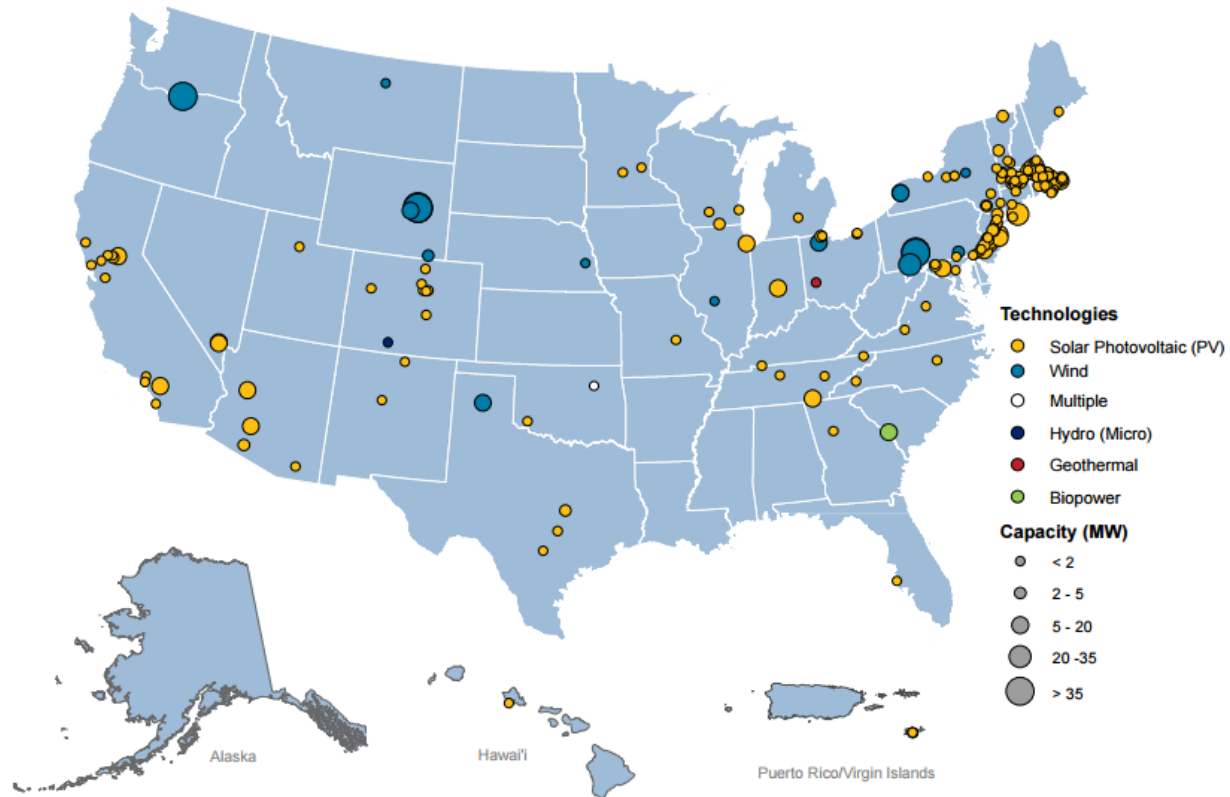 Technologies
Solar Photovoltaic (PV)
Wind
Multiple
Hydro (Micro)
Geothermal
Biopower
Capacity (MW)
< 2
2 - 5
5 - 20
20 -35
> 35
Alaska
Hawai'i
Puerto Rico/Virgin Islands